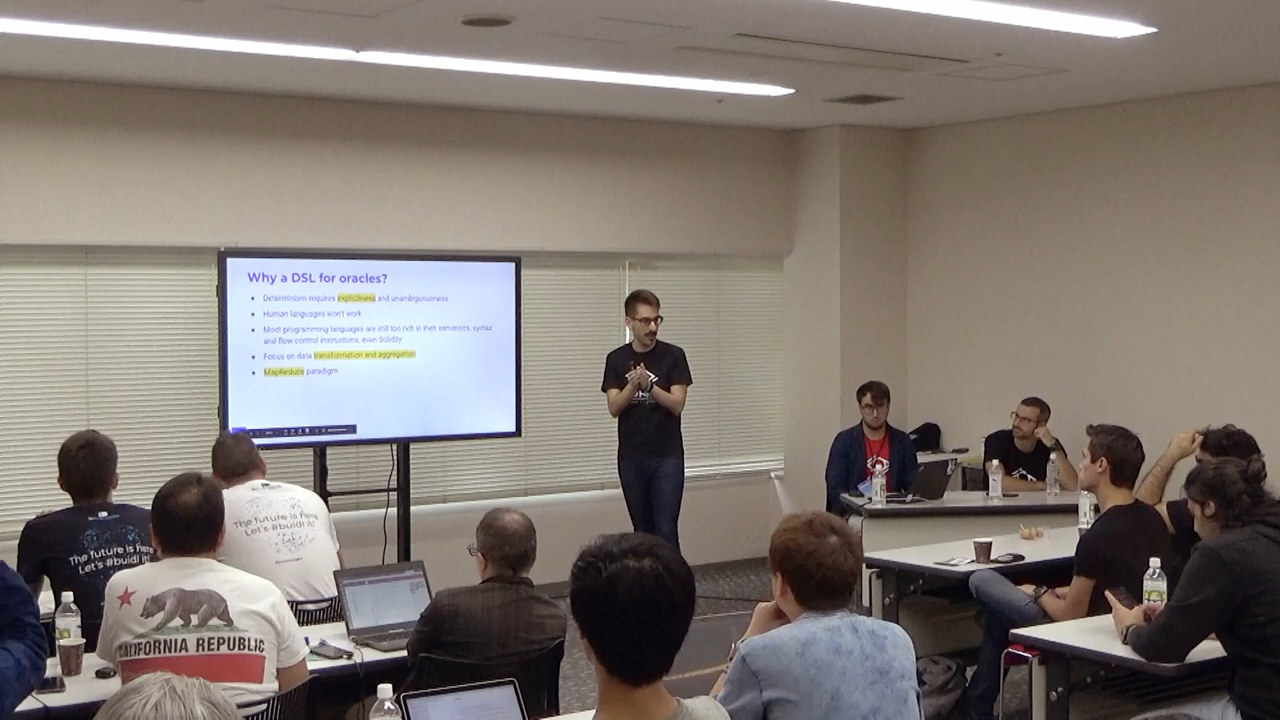 Why a DSL for oracles?
Determinism requires explicitness and unambiguousness
Human languages won't work
Most programming languages are still too rich in their semantics, syntax
and flow control instructions, even Solidity
Focus on data transformation and aggregation
MapReduce paradigm
The future is here
Let's #buidl it!
The future is here
Let's #buidl it!
CALIFORNIA REPUBLIC